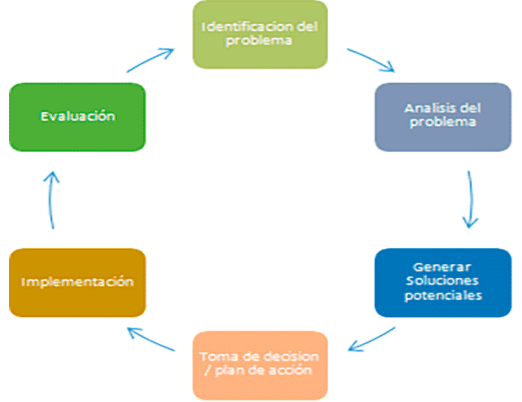 Identificacion del
problema
Analisis del
problema
Generar
Soluciones
potenciales
Toma de decision
/ plan de acción
Implementación
Evaluación